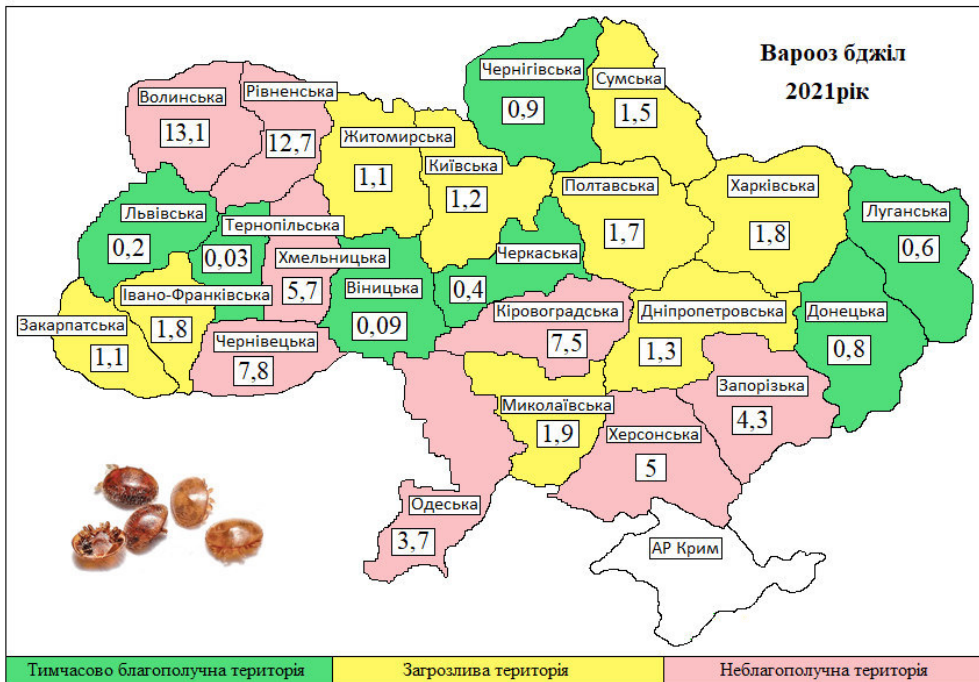 Варооз бджіл
2021рік
Чернігівська
0,9
Сумська
1,5
Волинська
13,1
Рівненська
12,7
Житомирська
1,1
Київська
1,2
Полтавська
1,7
Харківська
1,8
Луганська
0,6
Львівська
0,2
Тернопільська
0,03
Хмельницька
5,7
Віницька
0,09
Черкаська
0,4
Кіровоградська
7,5
Дніпропетровська
1,3
Донецька
0,8
Івано-Франківська
1,8
Закарпатська
1,1
Чернівецька
7,8
Запорізька
4,3
Миколаївська
1,9
Херсонська
5
Одеська
3,7
АР Крим
Тимчасово благополучна територія
Загрозлива територія
Неблагополучна територія